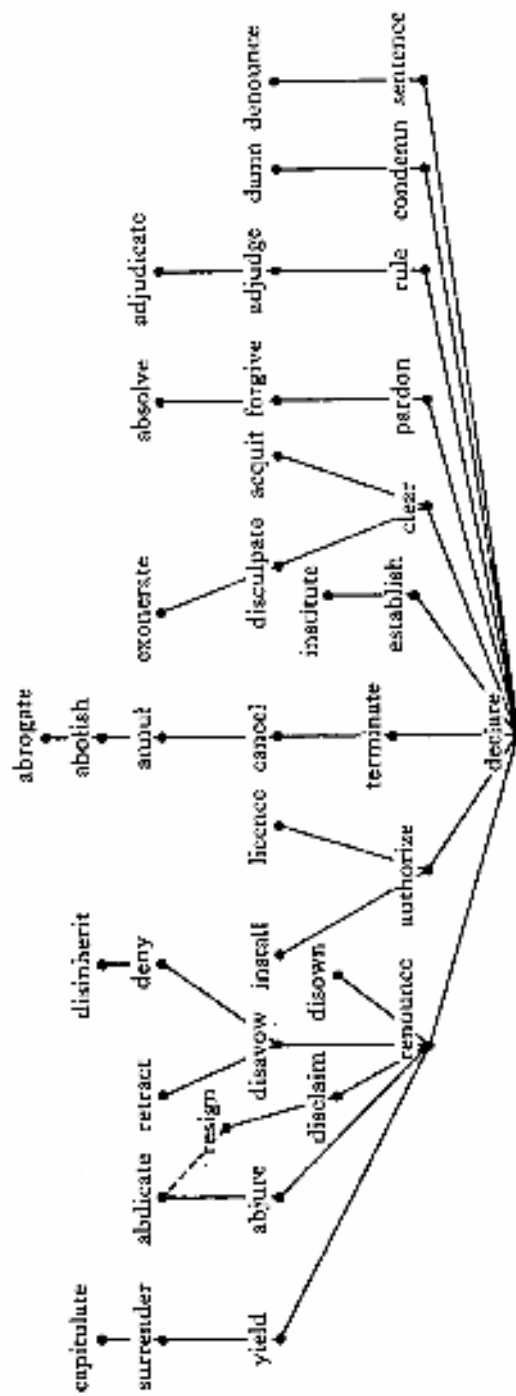 capitulate
surrender
yield
abdicate
abjure
resign
disclaim
retract
disavow
disinherit
deny
disown
renounce
install
licence
authorize
abrogate
abolish
annul
cancel
terminate
declare
exonerate
disculpate
acquit
clear
institute
establish
absolve
forgive
pardon
adjudicate
adjudge
rule
damn
condemn
denounce
sentence